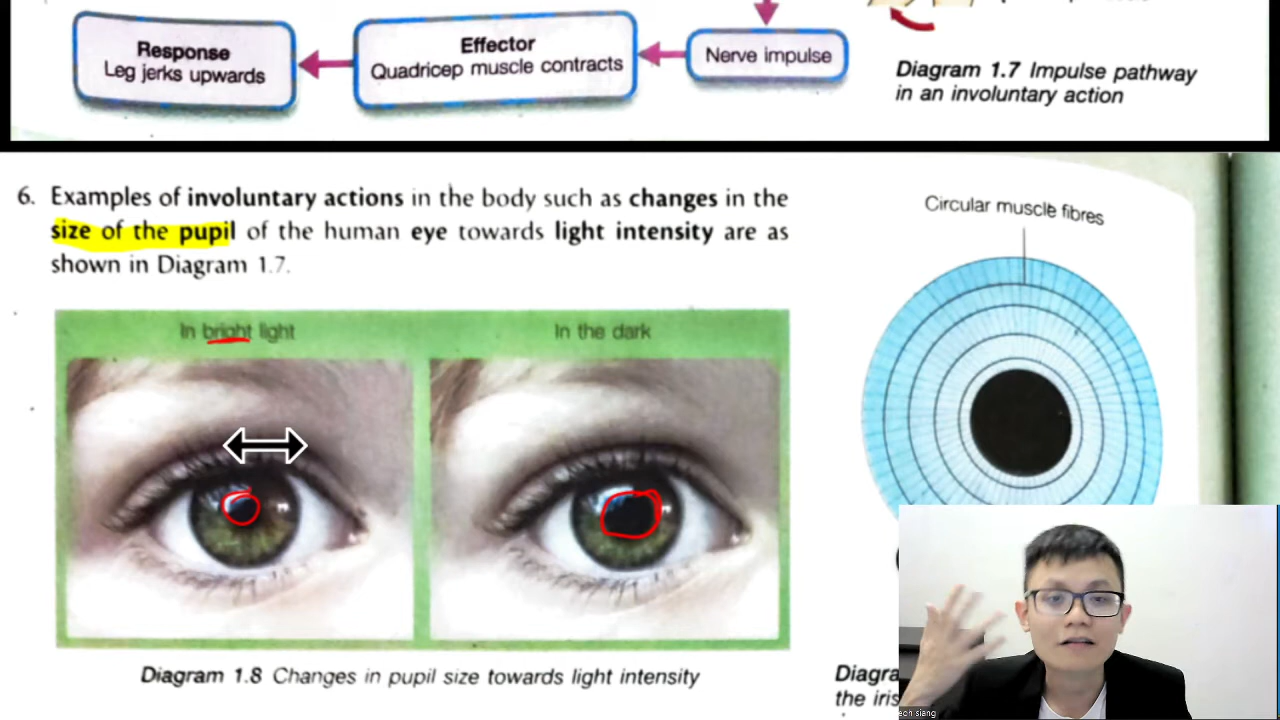 Response
Leg jerks upwards
Effector
Quadricep muscle contracts
Nerve impulse
Diagram 1.7 Impulse pathway
in an involuntary action
6. Examples of involuntary actions in the body such as changes in the
size of the pupil of the human eye towards light intensity are as
shown in Diagram 1.7.
Circular muscle fibres
In bright light
In the dark
Diagram 1.8 Changes in pupil size towards light intensity
Diagra
the iris
ech siang